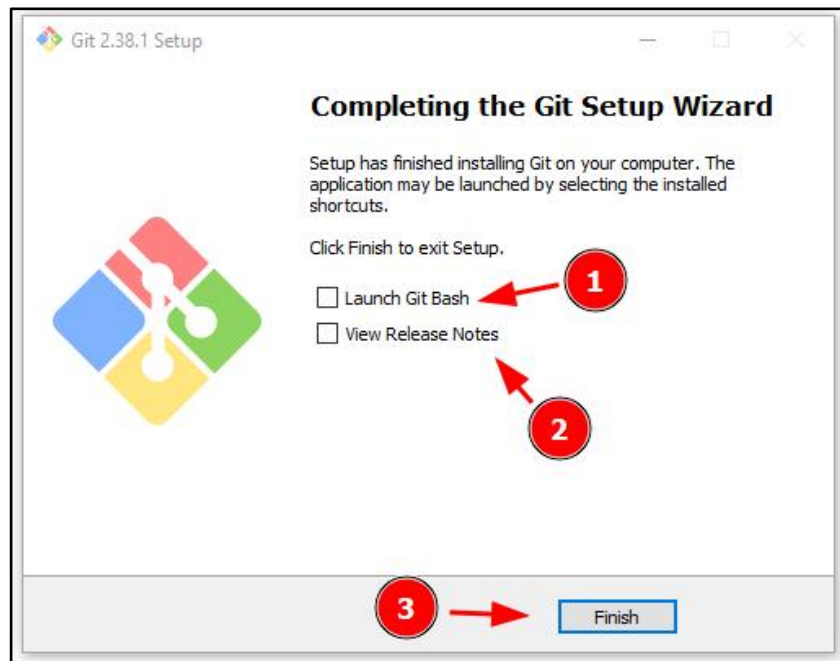 Git 2.38.1 Setup
Completing the Git Setup Wizard
Setup has finished installing Git on your computer. The
application may be launched by selecting the installed
shortcuts.
Click Finish to exit Setup.
1
Launch Git Bash
View Release Notes
2
3
Finish